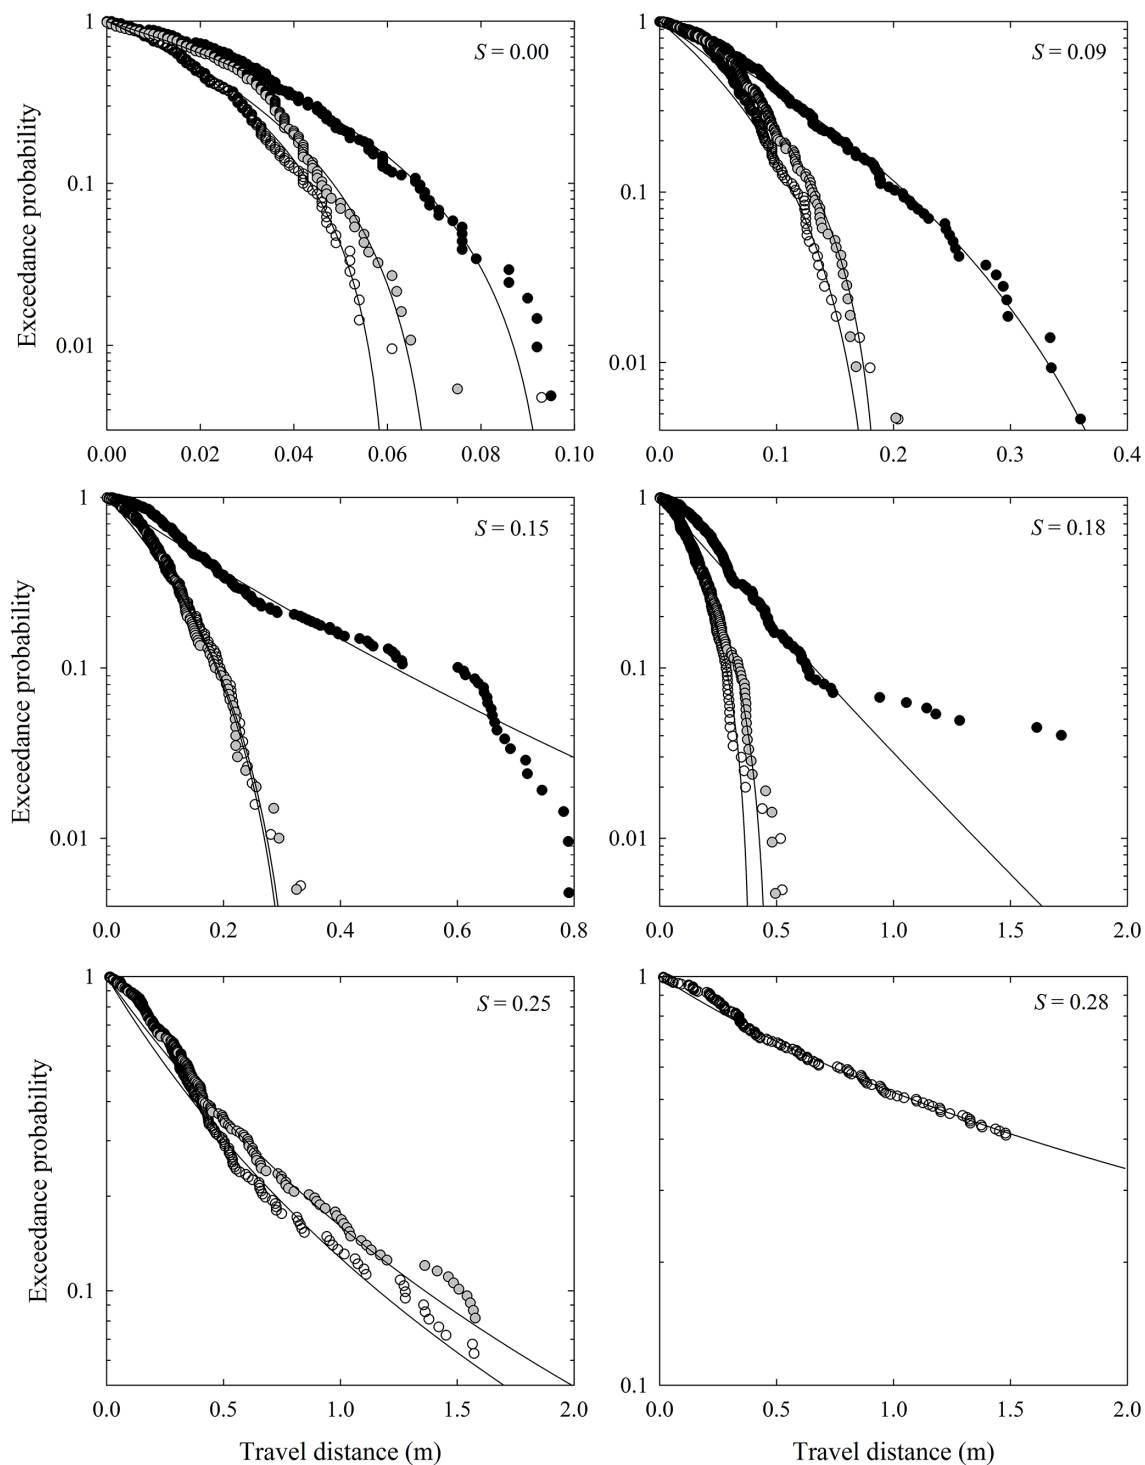 S = 0.00
S = 0.09
1
0.1
0.01
Exceedance probability
0.00 0.02 0.04 0.06 0.08 0.10
1
0.1
0.01
0.0 0.1 0.2 0.3 0.4
S = 0.15
S = 0.18
1
0.1
0.01
Exceedance probability
0.0 0.2 0.4 0.6 0.8
1
0.1
0.01
0.0 0.5 1.0 1.5 2.0
S = 0.25
S = 0.28
1
0.1
Exceedance probability
0.0 0.5 1.0 1.5 2.0
Travel distance (m)
1
0.1
0.0 0.5 1.0 1.5 2.0
Travel distance (m)